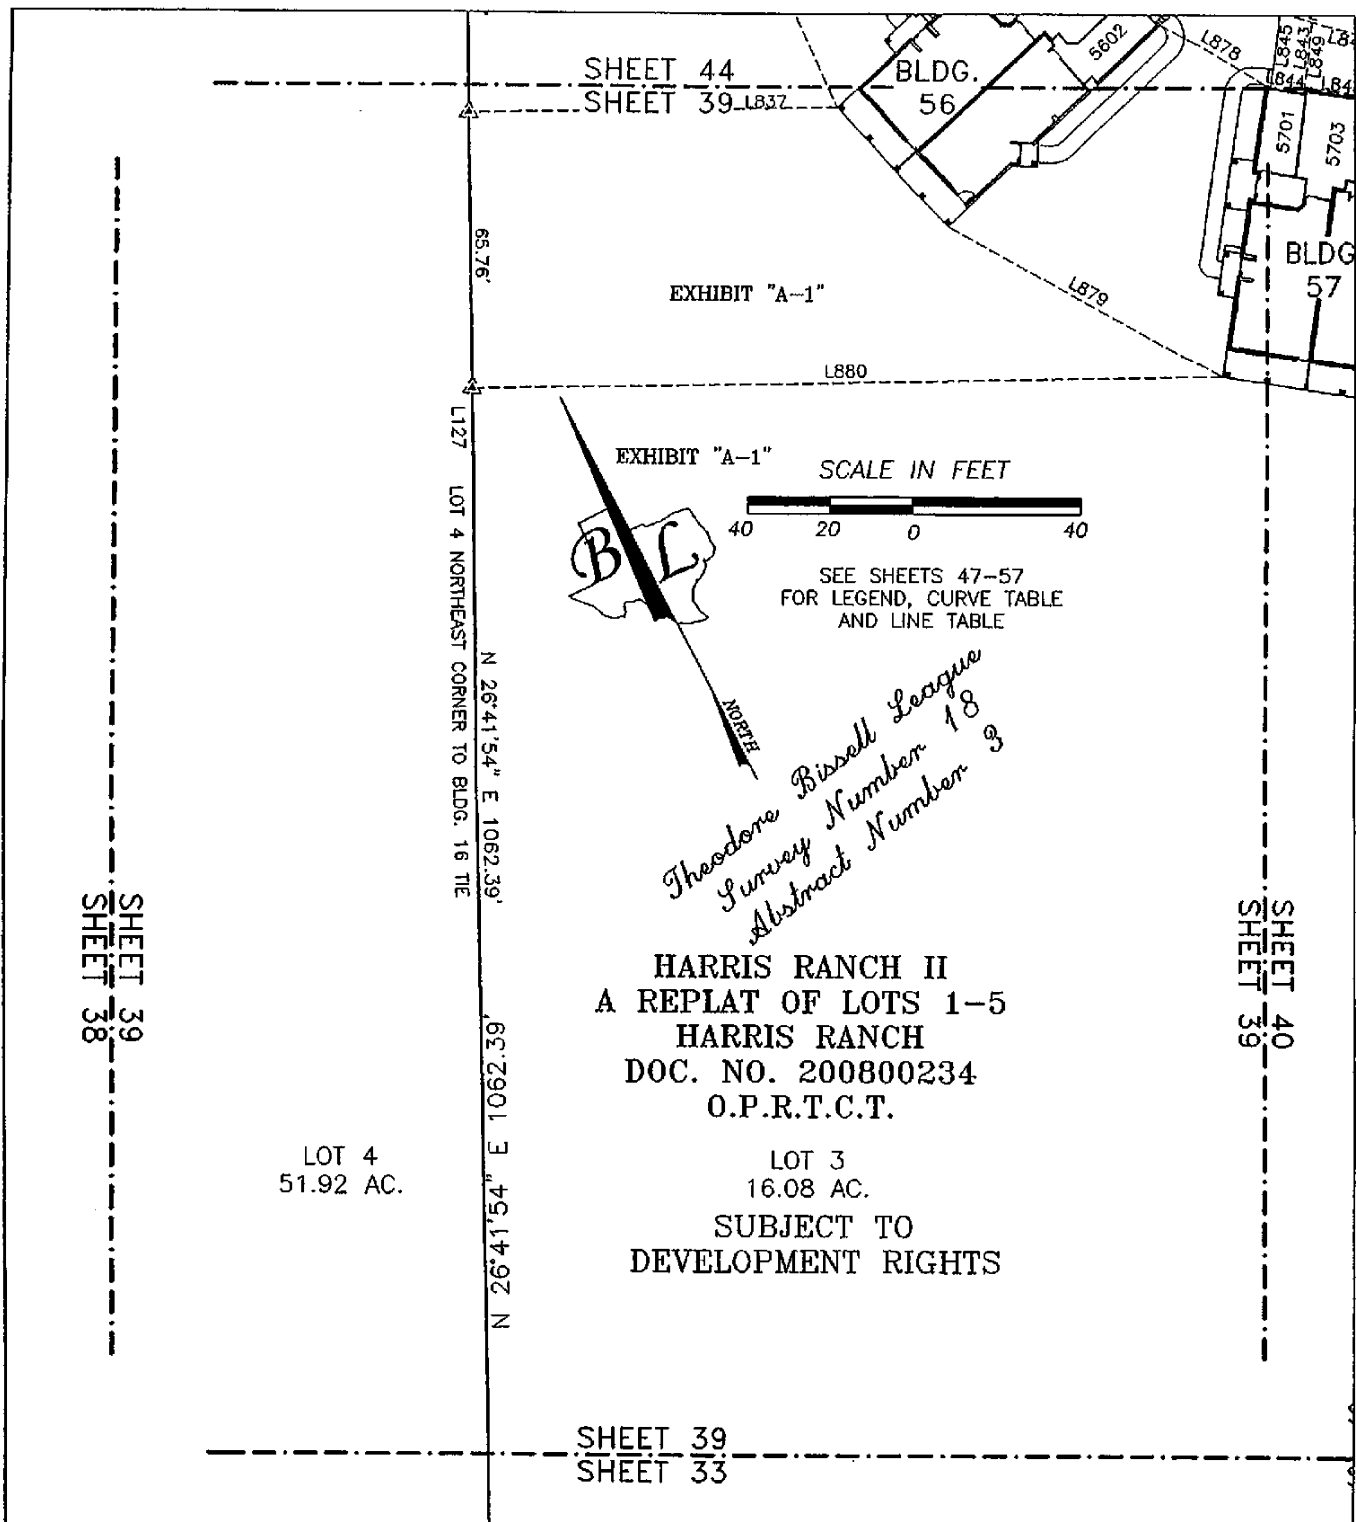 SHEET 44
SHEET 39
L837
BLDG.
56
5602
L878
L845
L843
L849
L844
5701
5703
BLDG
57
65.76'
EXHIBIT "A-1"
L879
L880
L127
LOT 4 NORTHEAST CORNER TO BLDG. 16 TIE
EXHIBIT "A-1"
SCALE IN FEET
40 20 0 40
B L
SEE SHEETS 47-57
FOR LEGEND, CURVE TABLE
AND LINE TABLE
NORTH
N 26°41'54" E 1062.39'
Theodore Bissell League
Survey Number 18
Abstract Number 3
SHEET 39
SHEET 38
SHEET 40
SHEET 39
HARRIS RANCH II
A REPLAT OF LOTS 1-5
HARRIS RANCH
DOC. NO. 200800234
O.P.R.T.C.T.
N 26°41'54" E 1062.39'
LOT 4
51.92 AC.
LOT 3
16.08 AC.
SUBJECT TO
DEVELOPMENT RIGHTS
SHEET 39
SHEET 33